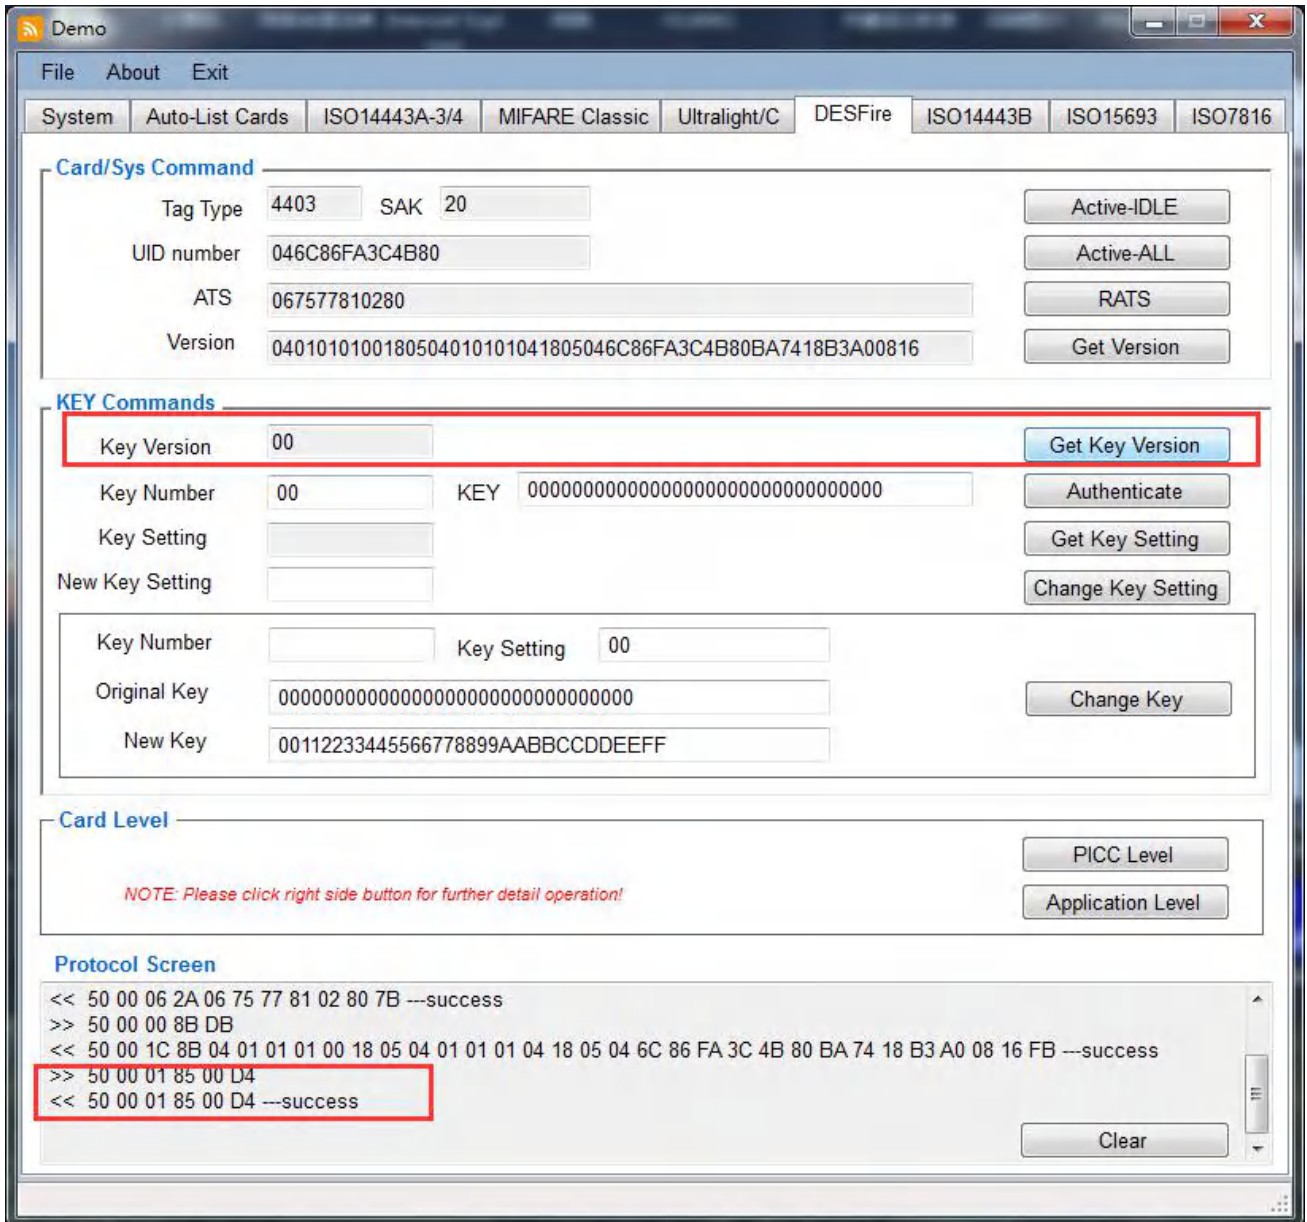 Demo
File About Exit
System Auto-List Cards ISO14443A-3/4 MIFARE Classic Ultralight/C DESFire ISO14443B ISO15693 ISO7816
Card/Sys Command
Tag Type 4403 SAK 20 Active-IDLE
UID number 046C86FA3C4B80 Active-ALL
ATS 067577810280 RATS
Version 04010101001805040101010418050​46C86FA3C4B80BA7418B3A00816 Get Version
KEY Commands
Key Version 00 Get Key Version
Key Number 00 KEY 00000000000000000000000000000000 Authenticate
Key Setting Get Key Setting
New Key Setting Change Key Setting
Key Number Key Setting 00
Original Key 00000000000000000000000000000000 Change Key
New Key 00112233445566778899AABBCCDDEEFF
Card Level
PICC Level
NOTE: Please click right side button for further detail operation!
Application Level
Protocol Screen
<< 50 00 06 2A 06 75 77 81 02 80 7B ---success
>> 50 00 00 8B DB
<< 50 00 1C 8B 04 01 01 01 00 18 05 04 01 01 01 04 18 05 04 6C 86 FA 3C 4B 80 BA 74 18 B3 A0 08 16 FB ---success
>> 50 00 01 85 00 D4
<< 50 00 01 85 00 D4 ---success
Clear